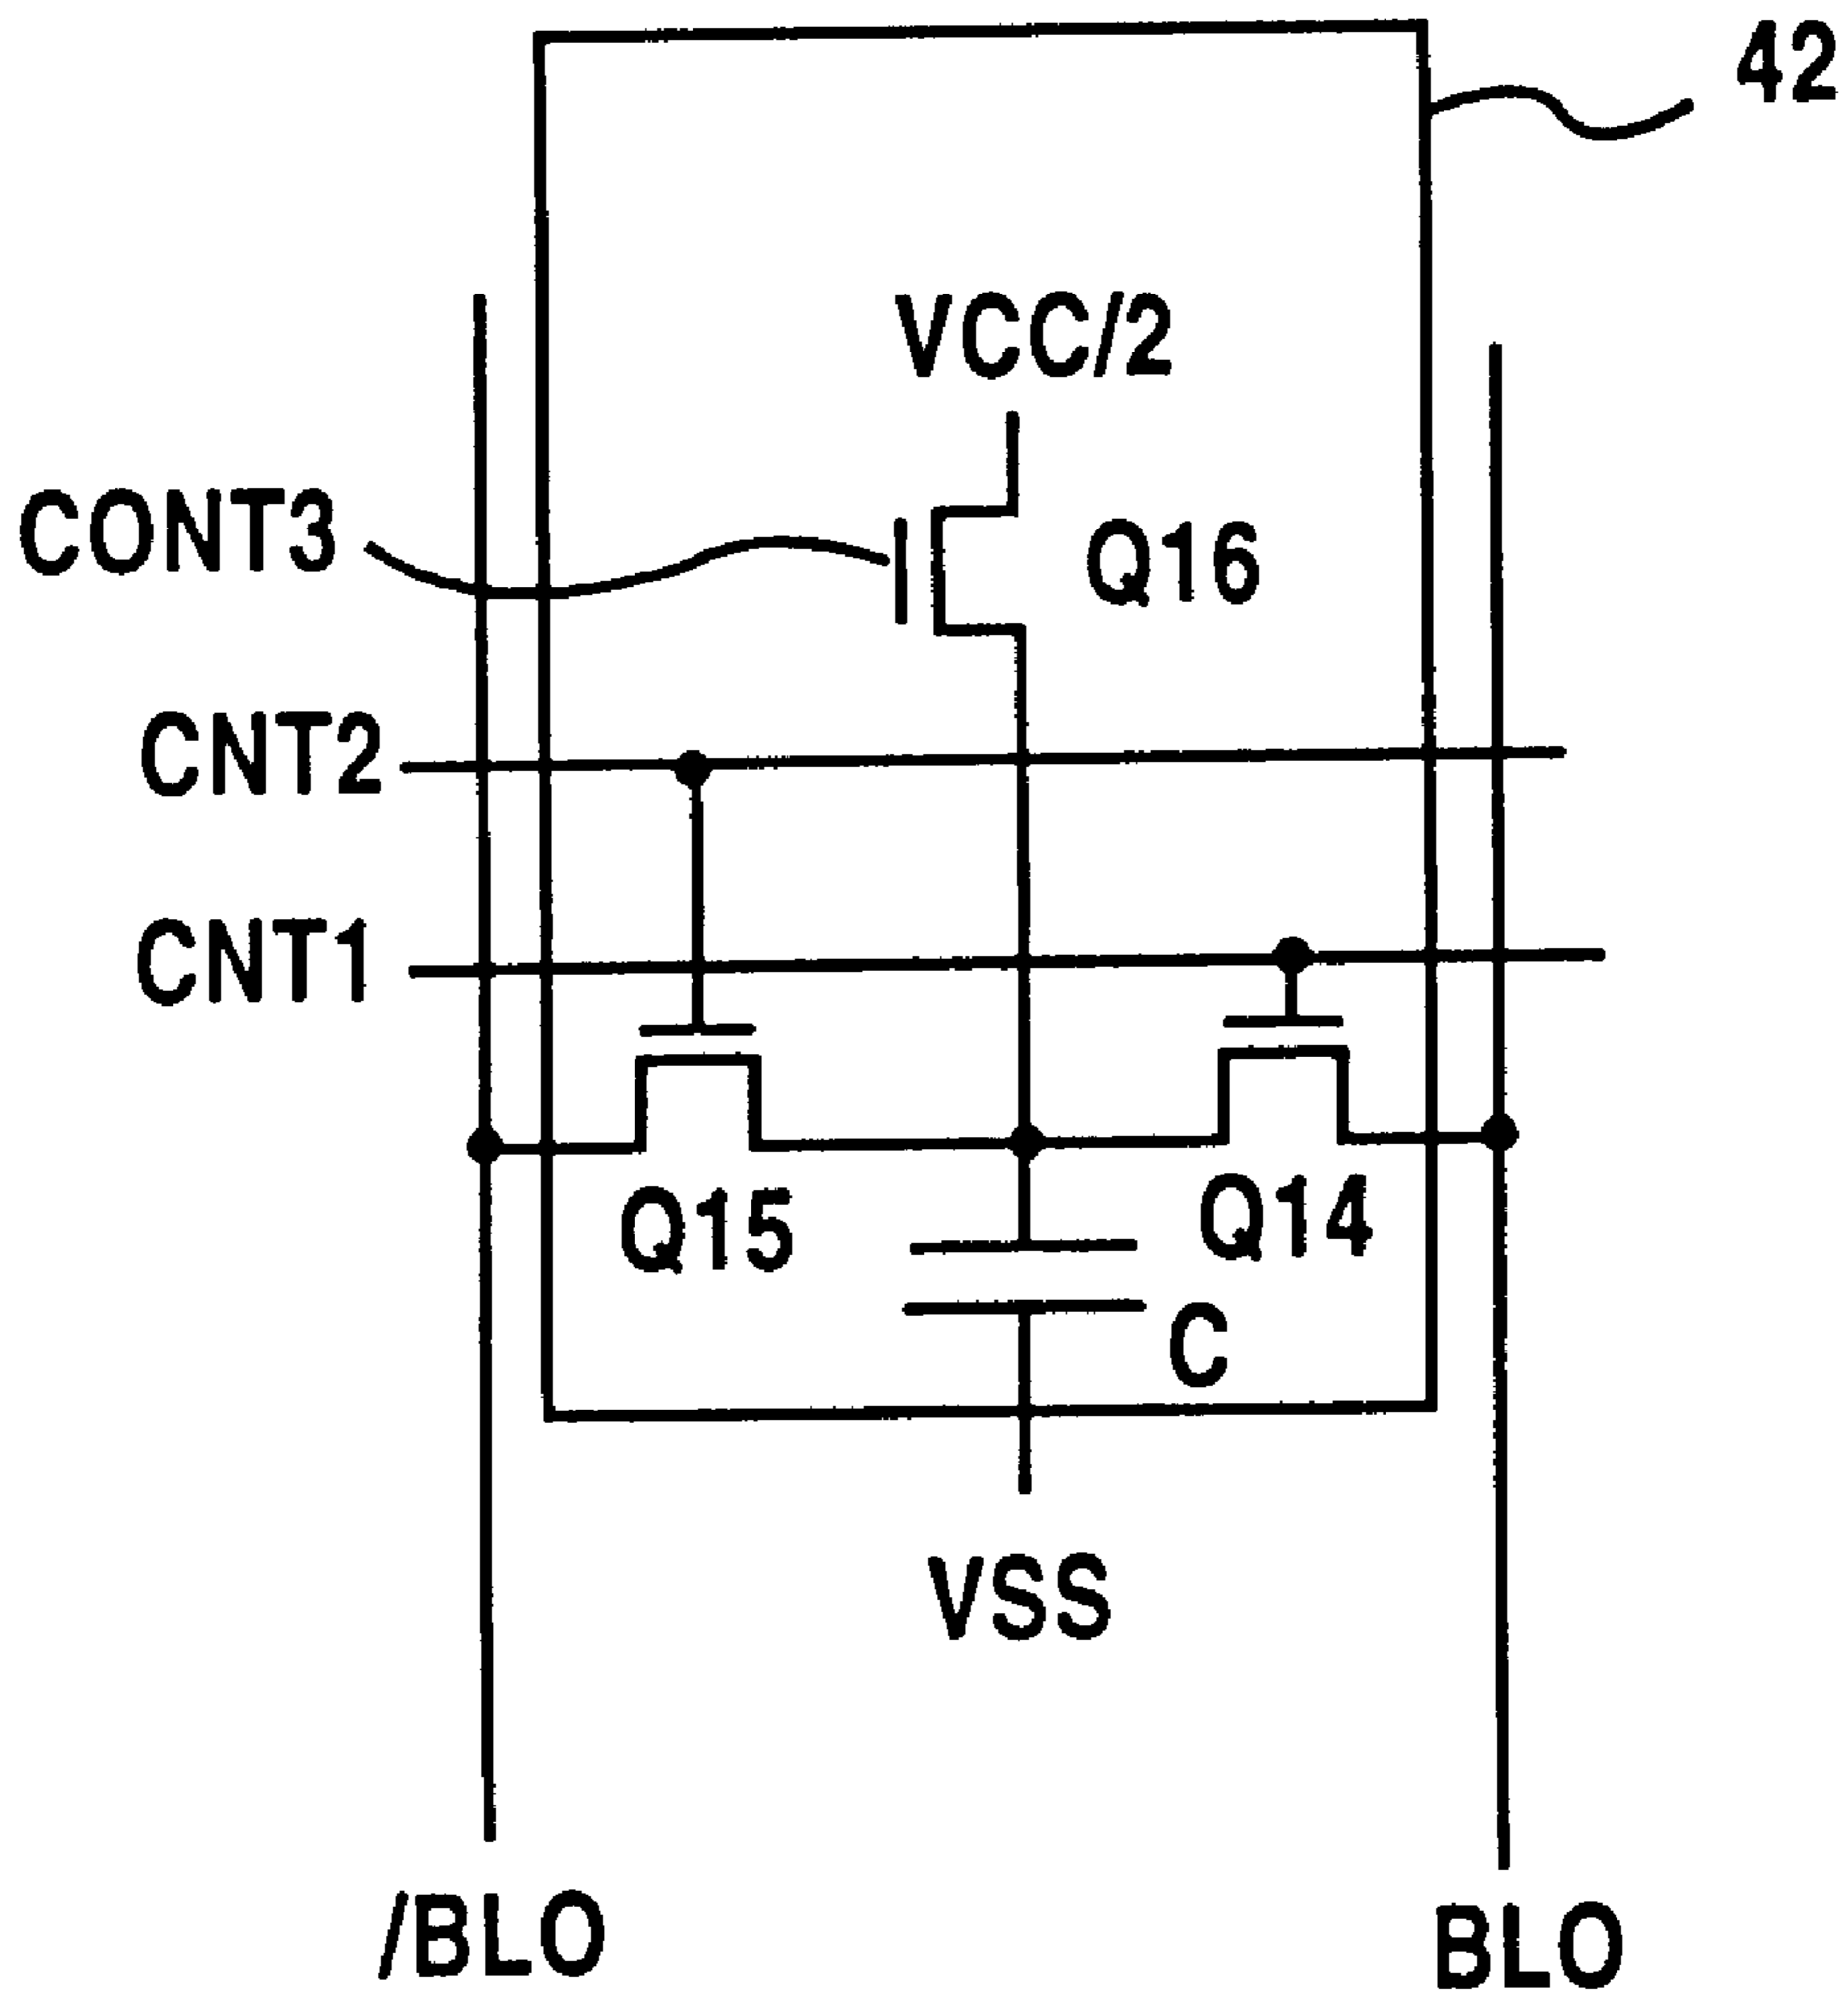 42
VCC/2
CONT3
Q16
CNT2
CNT1
Q15
Q14
C
VSS
/BLO
BLO